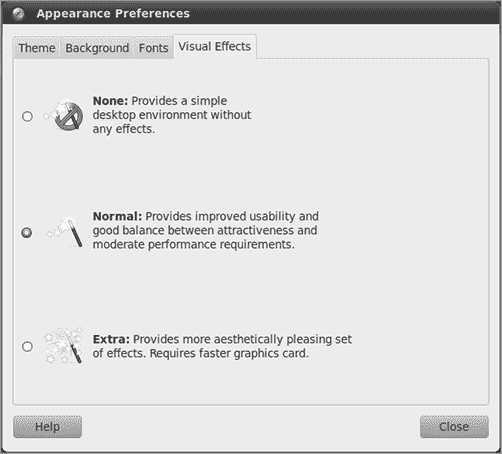 Appearance Preferences
Theme Background Fonts Visual Effects
None: Provides a simple
desktop environment without
any effects.
Normal: Provides improved usability and
good balance between attractiveness and
moderate performance requirements.
Extra: Provides more aesthetically pleasing set
of effects. Requires faster graphics card.
Help Close